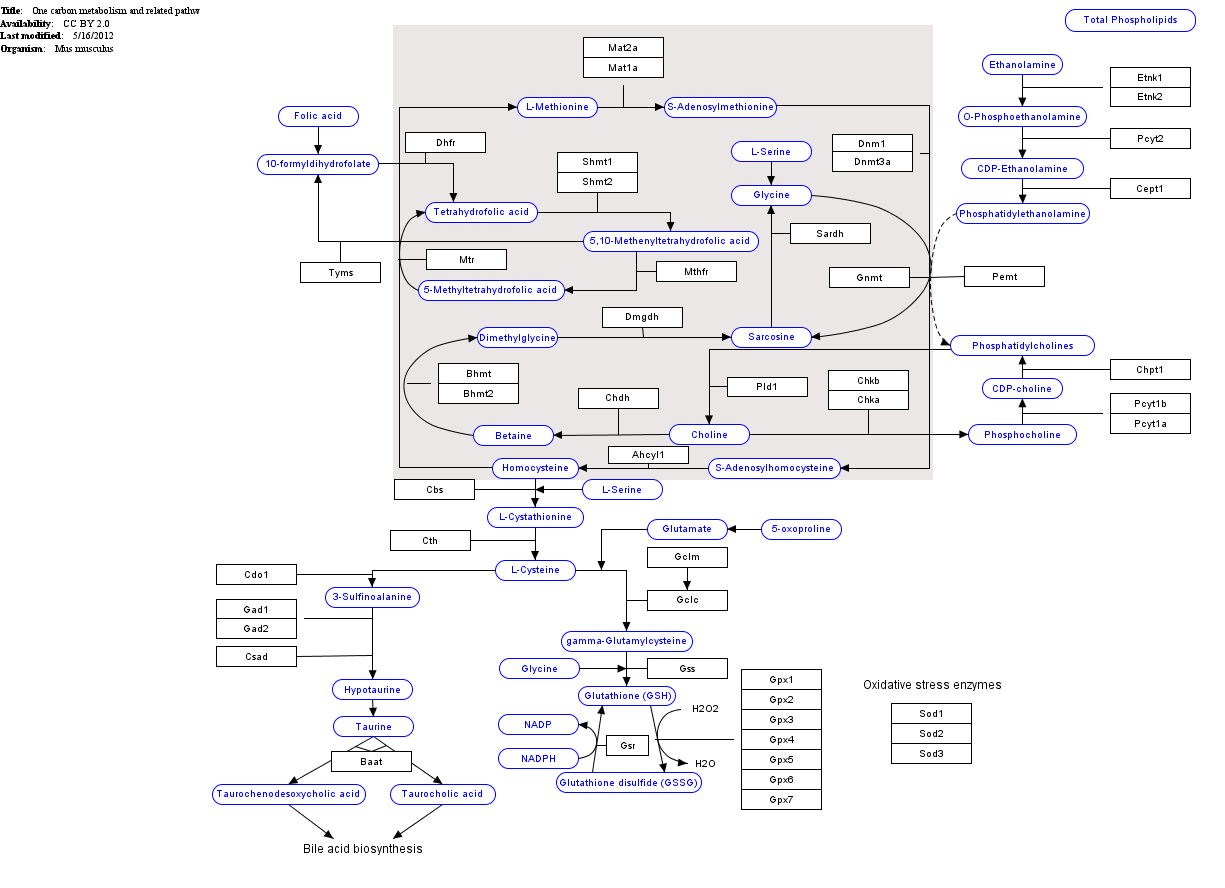 Title: One carbon metabolism and related pathw
Availability: CC BY 2.0
Last modified: 5/16/2012
Organism: Mus musculus
Total Phospholipids
Mat2a
Mat1a
Ethanolamine
Etnk1
Etnk2
L-Methionine
S-Adenosylmethionine
Folic acid
O-Phosphoethanolamine
Dhfr
Dnm1
Dnmt3a
Pcyt2
L-Serine
10-formyldihydrofolate
Shmt1
Shmt2
CDP-Ethanolamine
Cept1
Glycine
Tetrahydrofolic acid
Phosphatidylethanolamine
Sardh
5,10-Methenyltetrahydrofolic acid
Mtr
Tyms
Mthfr
Gnmt
Pemt
5-Methyltetrahydrofolic acid
Dmgdh
Dimethylglycine
Sarcosine
Phosphatidylcholines
Bhmt
Bhmt2
Pld1
Chkb
Chka
Chpt1
CDP-choline
Chdh
Pcyt1b
Pcyt1a
Betaine
Choline
Phosphocholine
Ahcyl1
Homocysteine
S-Adenosylhomocysteine
Cbs
L-Serine
L-Cystathionine
Glutamate
5-oxoproline
Cth
Gclm
L-Cysteine
Cdo1
3-Sulfinoalanine
Gclc
Gad1
Gad2
gamma-Glutamylcysteine
Csad
Glycine
Gss
Hypotaurine
Glutathione (GSH)
Gpx1
Gpx2
Gpx3
Gpx4
Gpx5
Gpx6
Gpx7
Oxidative stress enzymes
Sod1
Sod2
Sod3
H2O2
Taurine
NADP
Gsr
Baat
NADPH
H2O
Glutathione disulfide (GSSG)
Taurochenodesoxycholic acid
Taurocholic acid
Bile acid biosynthesis